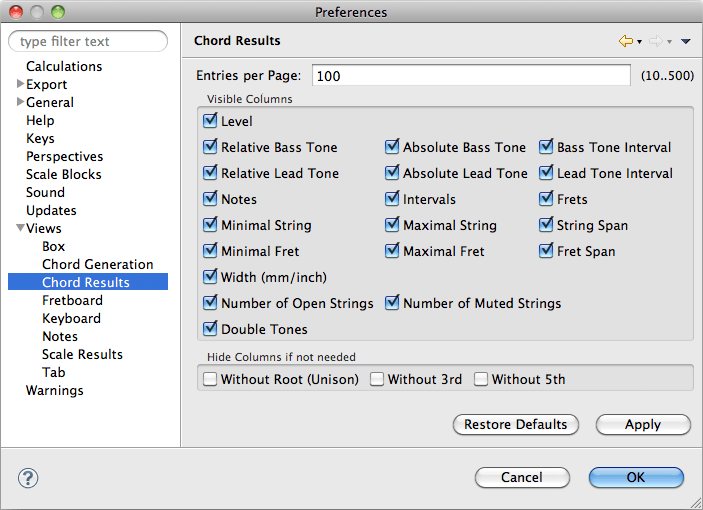 Preferences
type filter text
Calculations
Export
General
Help
Keys
Perspectives
Scale Blocks
Sound
Updates
Views
Box
Chord Generation
Chord Results
Fretboard
Keyboard
Notes
Scale Results
Tab
Warnings
Chord Results
Entries per Page: 100 (10..500)
Visible Columns
Level
Relative Bass Tone Absolute Bass Tone Bass Tone Interval
Relative Lead Tone Absolute Lead Tone Lead Tone Interval
Notes Intervals Frets
Minimal String Maximal String String Span
Minimal Fret Maximal Fret Fret Span
Width (mm/inch)
Number of Open Strings Number of Muted Strings
Double Tones
Hide Columns if not needed
Without Root (Unison) Without 3rd Without 5th
Restore Defaults Apply
? Cancel OK